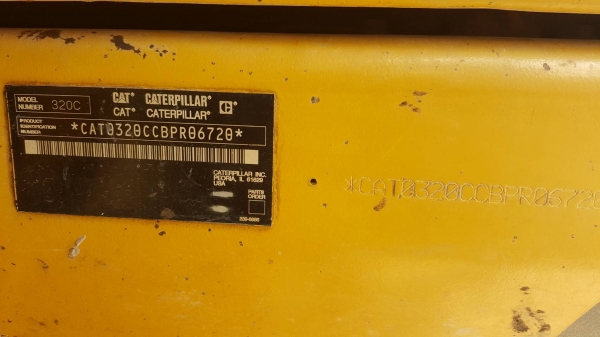 MODEL NUMBER 320C
CAT® CATERPILLAR®
CAT® CATERPILLAR®
PRODUCT IDENTIFICATION NUMBER
*CAT0320CCBPR06720*
CATERPILLAR INC.
PEORIA, IL 61629
USA
PARTS ORDER
*CAT0320CCBPR06720